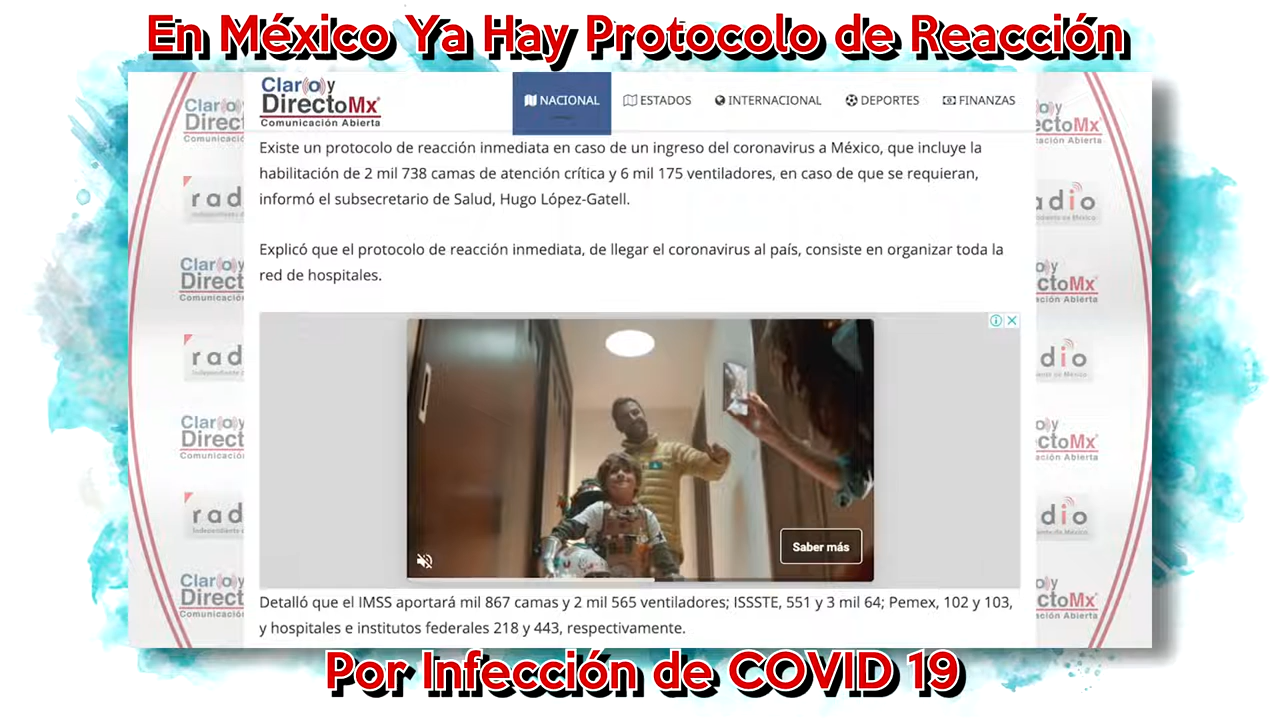 En México Ya Hay Protocolo de Reacción
Claro y
DirectoMx
Comunicación Abierta
NACIONAL
ESTADOS
INTERNACIONAL
DEPORTES
FINANZAS
Existe un protocolo de reacción inmediata en caso de un ingreso del coronavirus a México, que incluye la
habilitación de 2 mil 738 camas de atención crítica y 6 mil 175 ventiladores, en caso de que se requieran,
informó el subsecretario de Salud, Hugo López-Gatell.
Explicó que el protocolo de reacción inmediata, de llegar el coronavirus al país, consiste en organizar toda la
red de hospitales.
Saber más
Detalló que el IMSS aportará mil 867 camas y 2 mil 565 ventiladores; ISSSTE, 551 y 3 mil 64; Pemex, 102 y 103,
y hospitales e institutos federales 218 y 443, respectivamente.
Por Infección de COVID 19